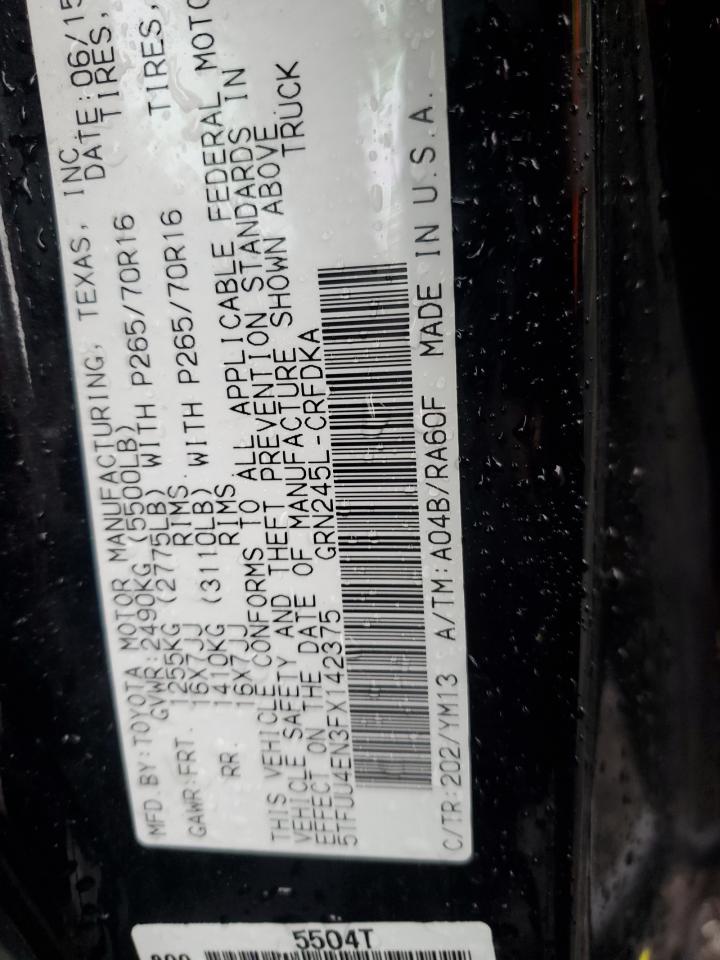 MFD.BY:TOYOTA MOTOR MANUFACTURING, TEXAS, INC DATE:06/15
GVWR:2490KG (5500LB) TIRES,
GAWR:FRT. 1255KG (2775LB) WITH P265/70R16
16X7JJ RIMS TIRES,
RR. 1410KG (3110LB) WITH P265/70R16
16X7JJ RIMS
THIS VEHICLE CONFORMS TO ALL APPLICABLE FEDERAL MOTO
VEHICLE SAFETY AND THEFT PREVENTION STANDARDS IN
EFFECT ON THE DATE OF MANUFACTURE SHOWN ABOVE
5TFUU4EN3FX142375 GRN245L-CRFDKA TRUCK
C/TR:202/YM13 A/TM:A04B/RA60F MADE IN U.S.A.
5504T